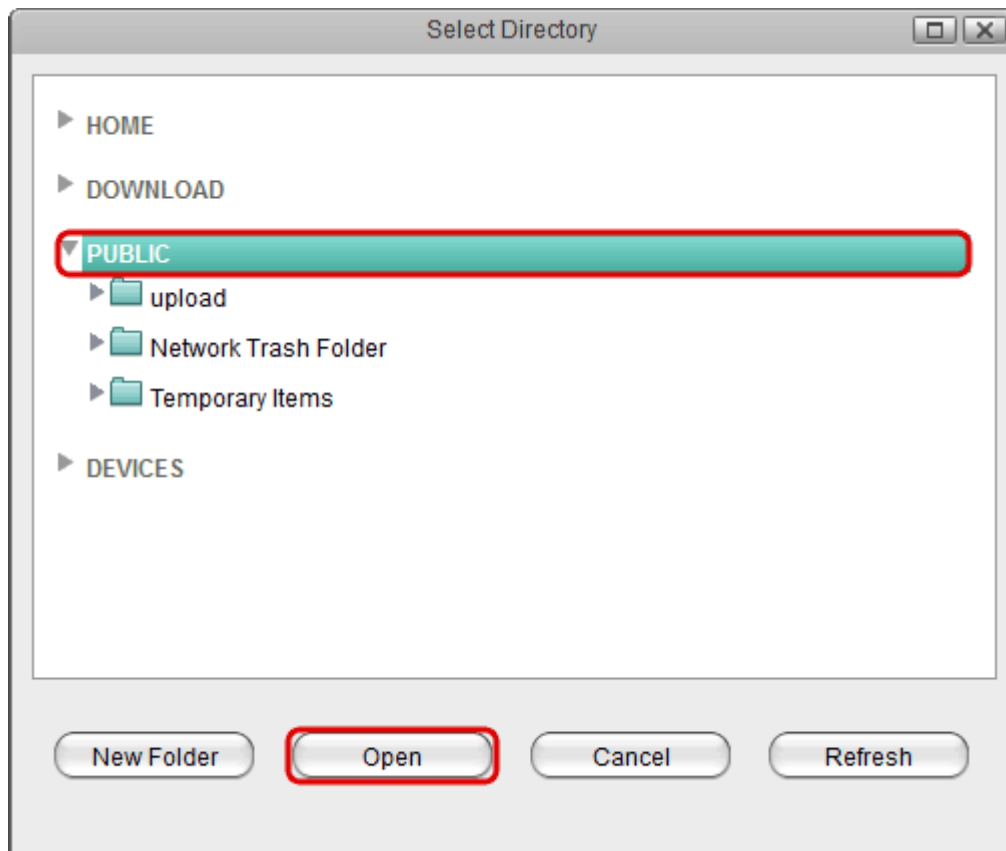 Select Directory
HOME
DOWNLOAD
PUBLIC
upload
Network Trash Folder
Temporary Items
DEVICES
New Folder Open Cancel Refresh